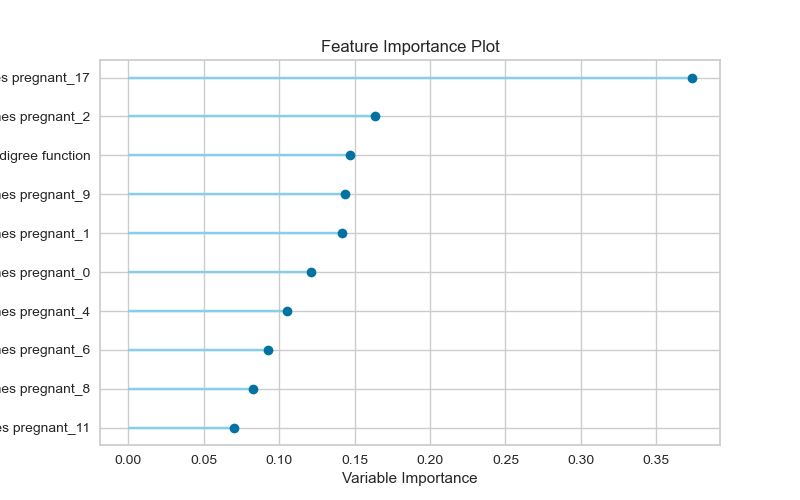 Feature Importance Plot
es pregnant_17
nes pregnant_2
digree function
nes pregnant_9
nes pregnant_1
nes pregnant_0
nes pregnant_4
nes pregnant_6
nes pregnant_8
es pregnant_11
0.00 0.05 0.10 0.15 0.20 0.25 0.30 0.35
Variable Importance